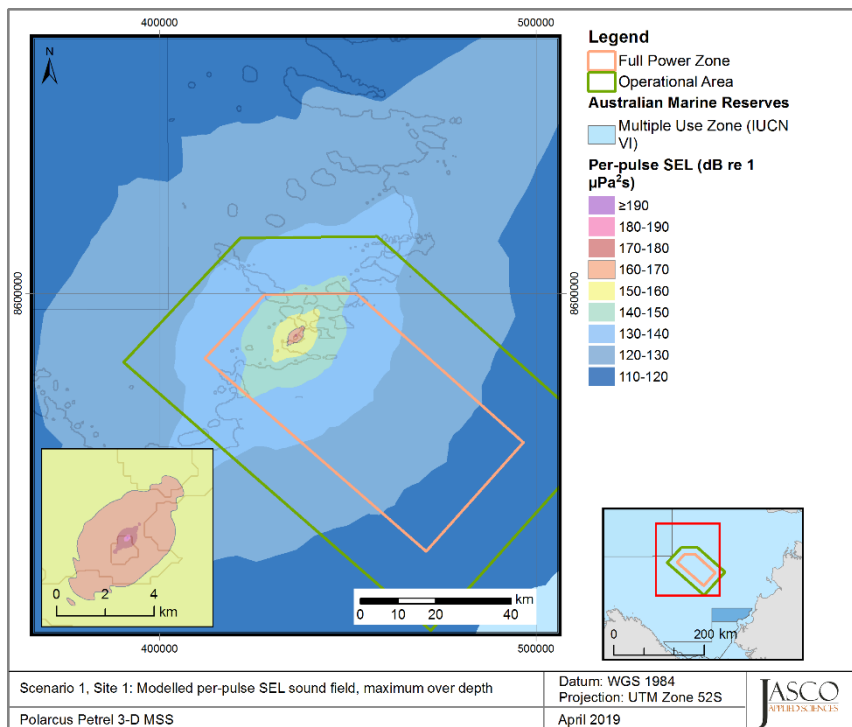 400000 500000
N
8600000 8600000
0 2 4
km
km
0 10 20 40
400000 500000
Legend
Full Power Zone
Operational Area
Australian Marine Reserves
Multiple Use Zone (IUCN
VI)
Per-pulse SEL (dB re 1
µPa²s)
≥190
180-190
170-180
160-170
150-160
140-150
130-140
120-130
110-120
0 200 km
Scenario 1, Site 1: Modelled per-pulse SEL sound field, maximum over depth
Polarcus Petrel 3-D MSS
Datum: WGS 1984
Projection: UTM Zone 52S
April 2019
JASCO
APPLIED SCIENCES